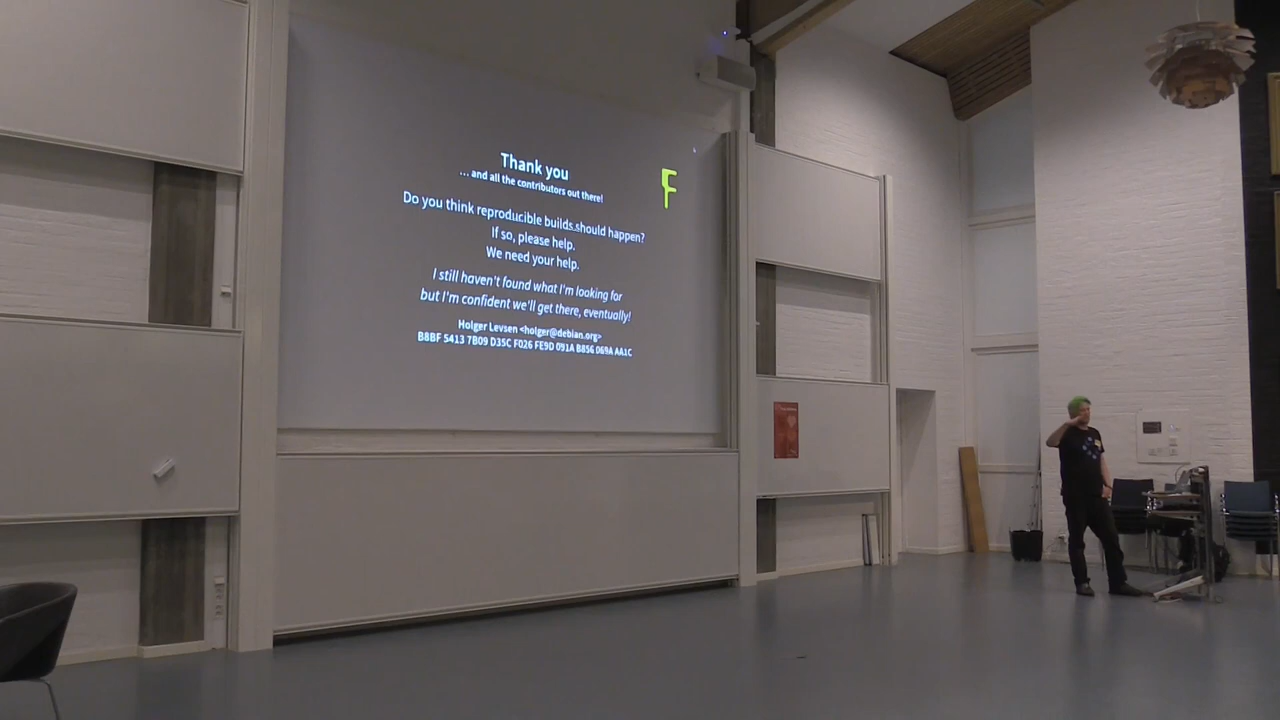 Thank you
... and all the contributors out there!
Do you think reproducible builds should happen?
If so, please help.
We need your help.
I still haven't found what I'm looking for
but I'm confident we'll get there, eventually!
Holger Levsen <holger@debian.org>
B8BF 5413 7B09 D35C F026 FE9D 091A B856 069A AA1C